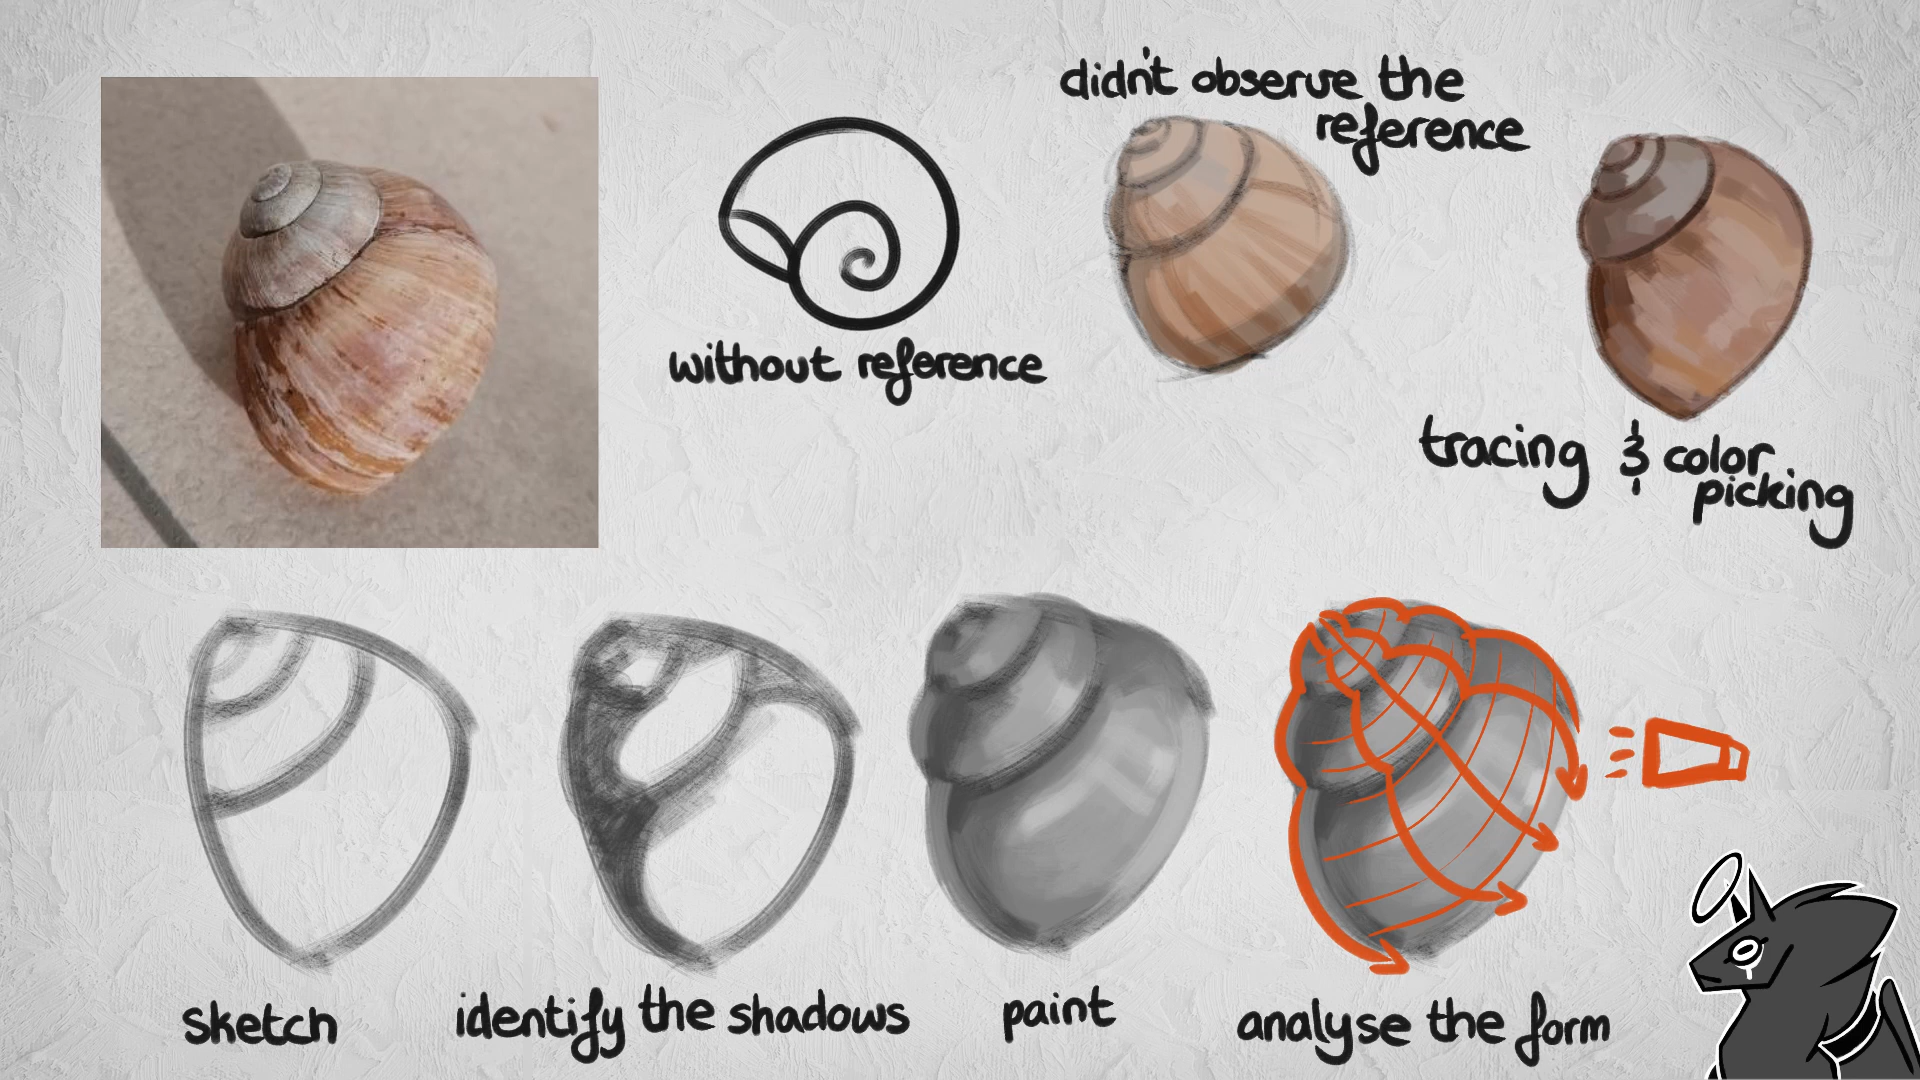 didn't observe the
reference
without reference
tracing & color
picking
sketch
identify the shadows
paint
analyse the form